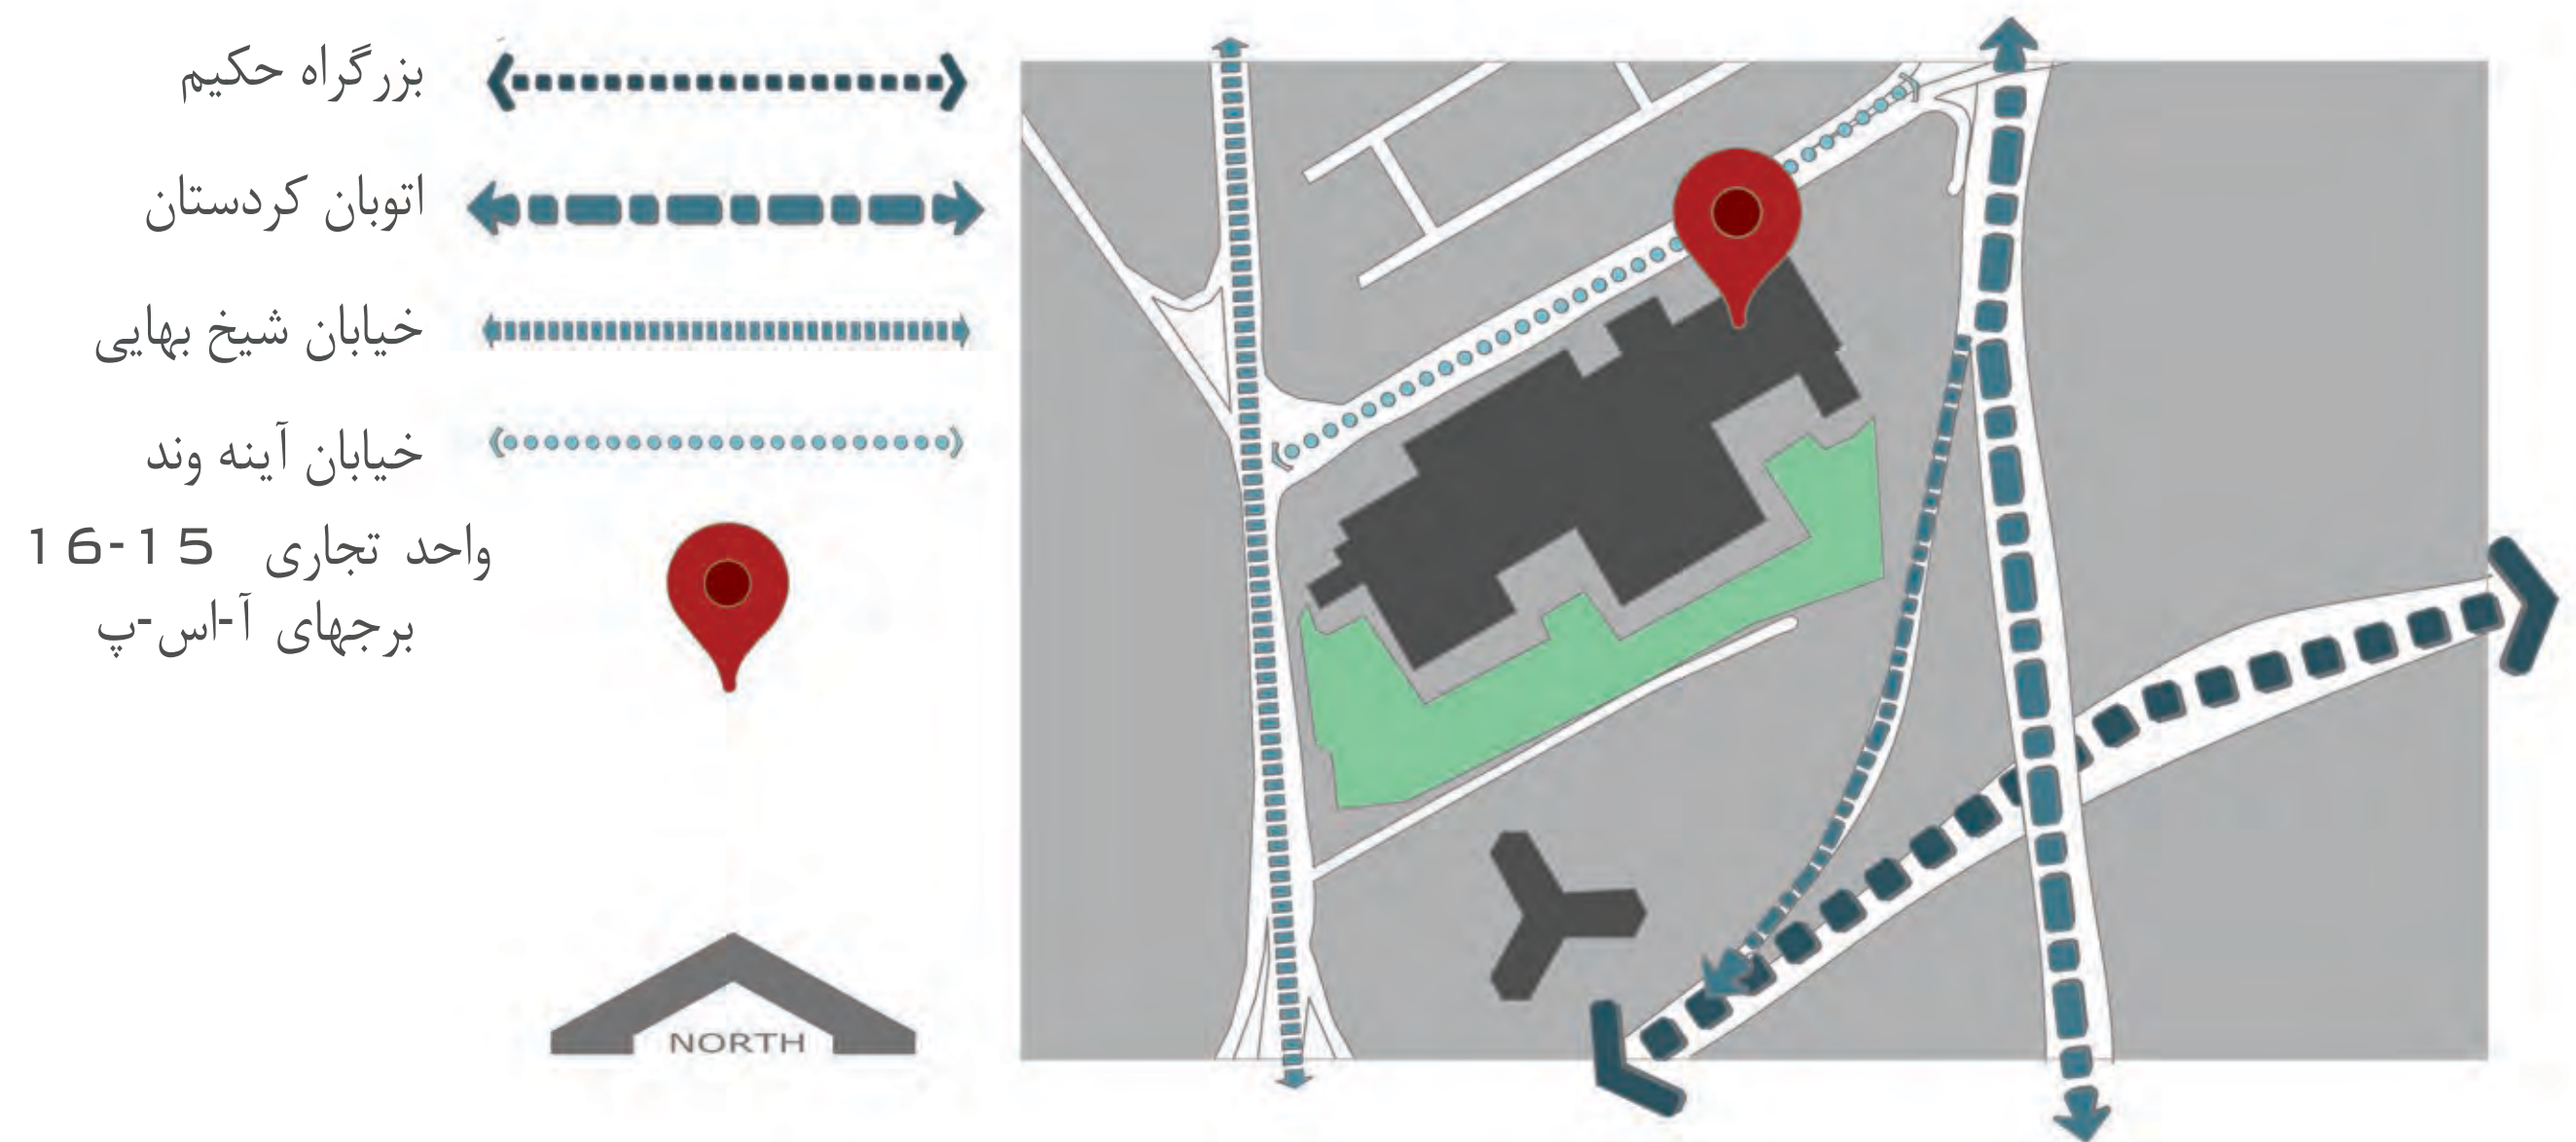 بزرگراه حکیم
اتوبان کردستان
خیابان شیخ بهایی
خیابان آینه وند
واحد تجاری 15-16
برجهای آ-اس-پ
NORTH